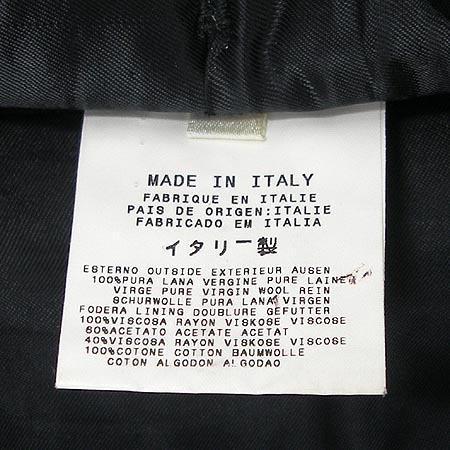 MADE IN ITALY
FABRIQUE EN ITALIE
PAIS DE ORIGEN:ITALIE
FABRICADO EM ITALIA
イタリー製
ESTERNO OUTSIDE EXTERIEUR AUSEN
100%PURA LANA VERGINE PURE LAINE
VIRGE PURE VIRGIN WOOL REIN
SCHURWOLLE PURA LANA VIRGEN
FODERA LINING DOUBLURE GEFUTTER
100%VISCOSA RAYON VISKOSE VISCOSE
60%ACETATO ACETATE ACETAT
40%VISCOSA RAYON VISKOSE VISCOSE
100%COTONE COTTON BAUMWOLLE
COTON ALGODON ALGODAO